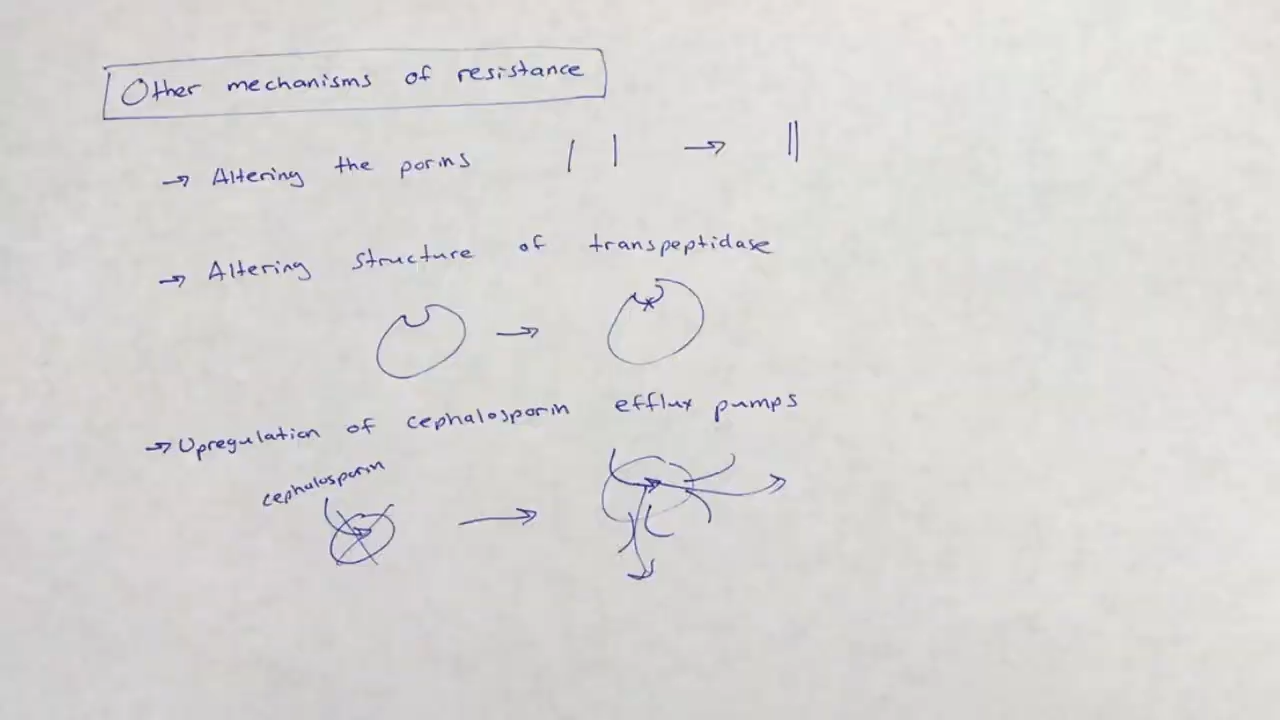 Other mechanisms of resistance
→ Altering the porins
→ Altering structure of transpeptidase
→ Upregulation of cephalosporin efflux pumps
cephalosporin